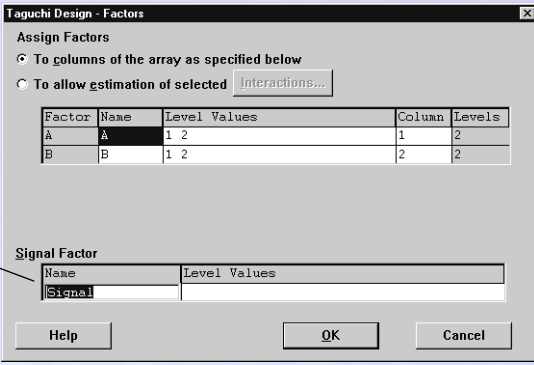 Taguchi Design - Factors
Assign Factors
To columns of the array as specified below
To allow estimation of selected Interactions...
Factor Name Level Values Column Levels
A A 1 2 1 2
B B 1 2 2 2
Signal Factor
Name Level Values
Signal
Help OK Cancel